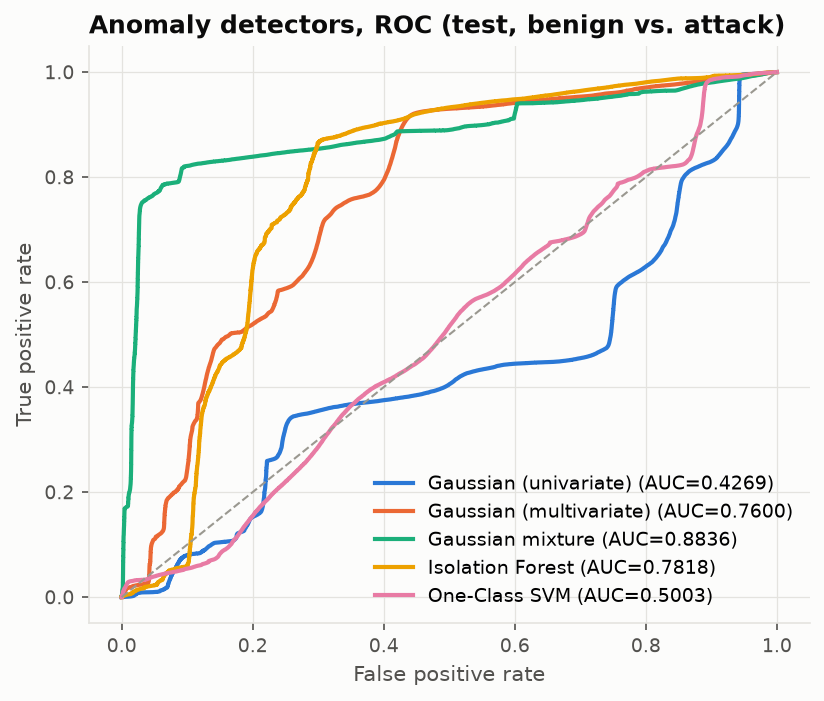 Anomaly detectors, ROC (test, benign vs. attack)
True positive rate
1.0
0.8
0.6
0.4
0.2
0.0
Gaussian (univariate) (AUC=0.4269)
Gaussian (multivariate) (AUC=0.7600)
Gaussian mixture (AUC=0.8836)
Isolation Forest (AUC=0.7818)
One-Class SVM (AUC=0.5003)
0.0 0.2 0.4 0.6 0.8 1.0
False positive rate